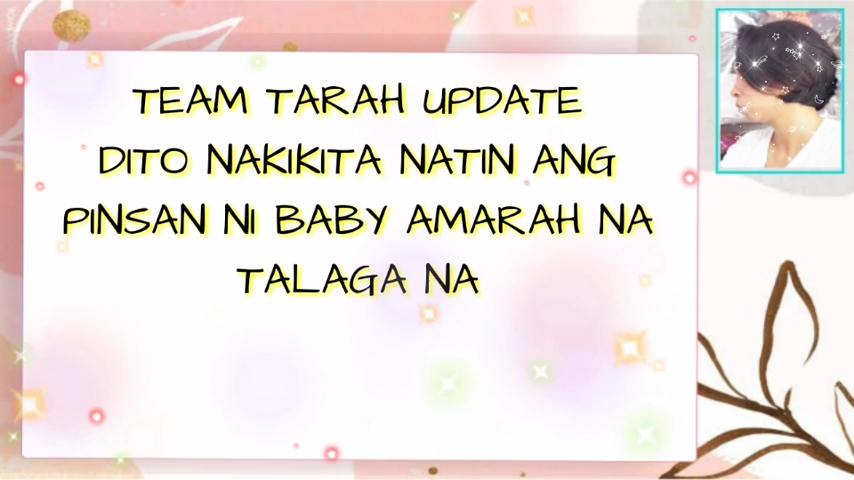 TEAM TARAH UPDATE
DITO NAKIKITA NATIN ANG
PINSAN NI BABY AMARAH NA
TALAGA NA